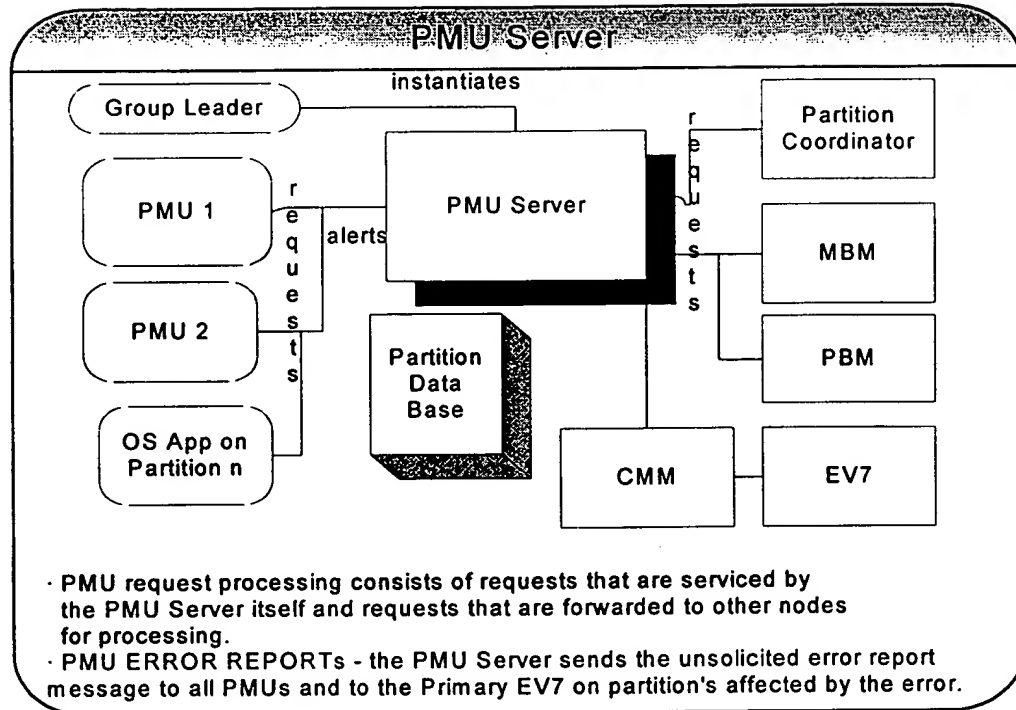 PMU Server
instantiates
Group Leader
PMU 1
PMU 2
OS App on
Partition n
requests
alerts
PMU Server
Partition
Data
Base
requests
Partition
Coordinator
MBM
PBM
CMM
EV7
· PMU request processing consists of requests that are serviced by
the PMU Server itself and requests that are forwarded to other nodes
for processing.
· PMU ERROR REPORTs - the PMU Server sends the unsolicited error report
message to all PMUs and to the Primary EV7 on partition's affected by the error.